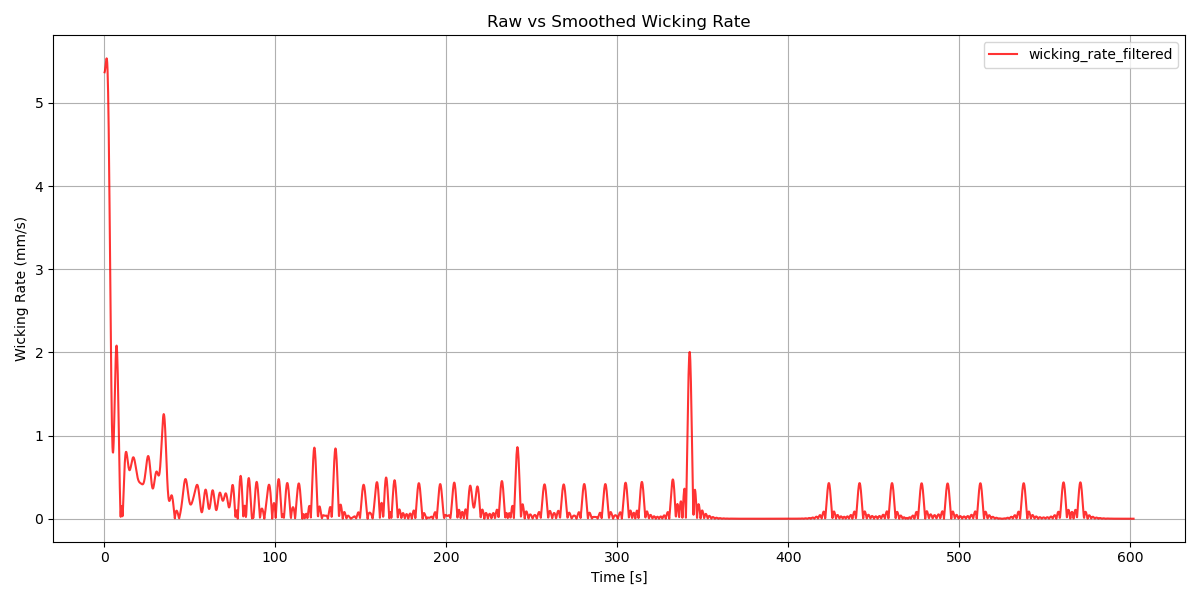 Raw vs Smoothed Wicking Rate
wicking_rate_filtered
Wicking Rate (mm/s)
5
4
3
2
1
0
0 100 200 300 400 500 600
Time [s]